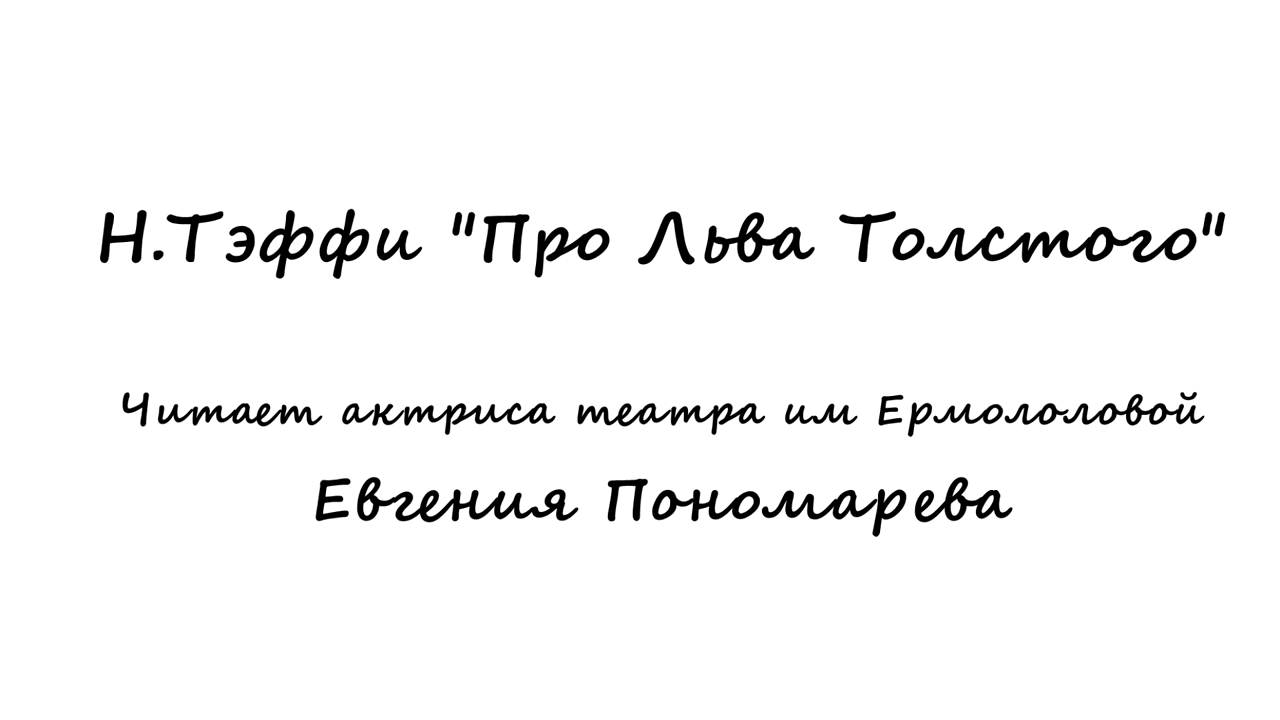 Н.Тэффи "Про Льва Толстого"
Читает актриса театра им Ермололовой
Евгения Пономарева